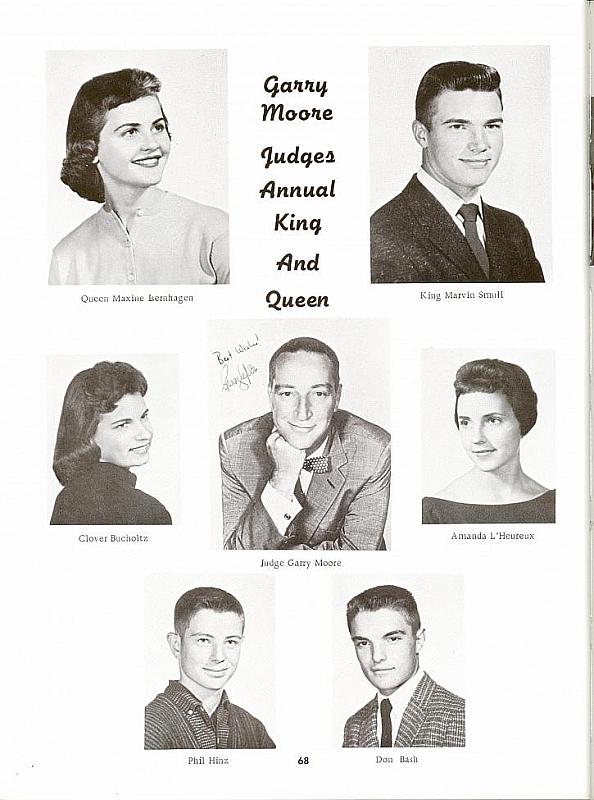 Garry
Moore
Judges
Annual
King
And
Queen
Queen Maxine Lernhagen
King Marvin Smull
Best Wishes
Clover Bucholtz
Judge Garry Moore
Amanda L'Heureux
Phil Hinz
68
Don Bash